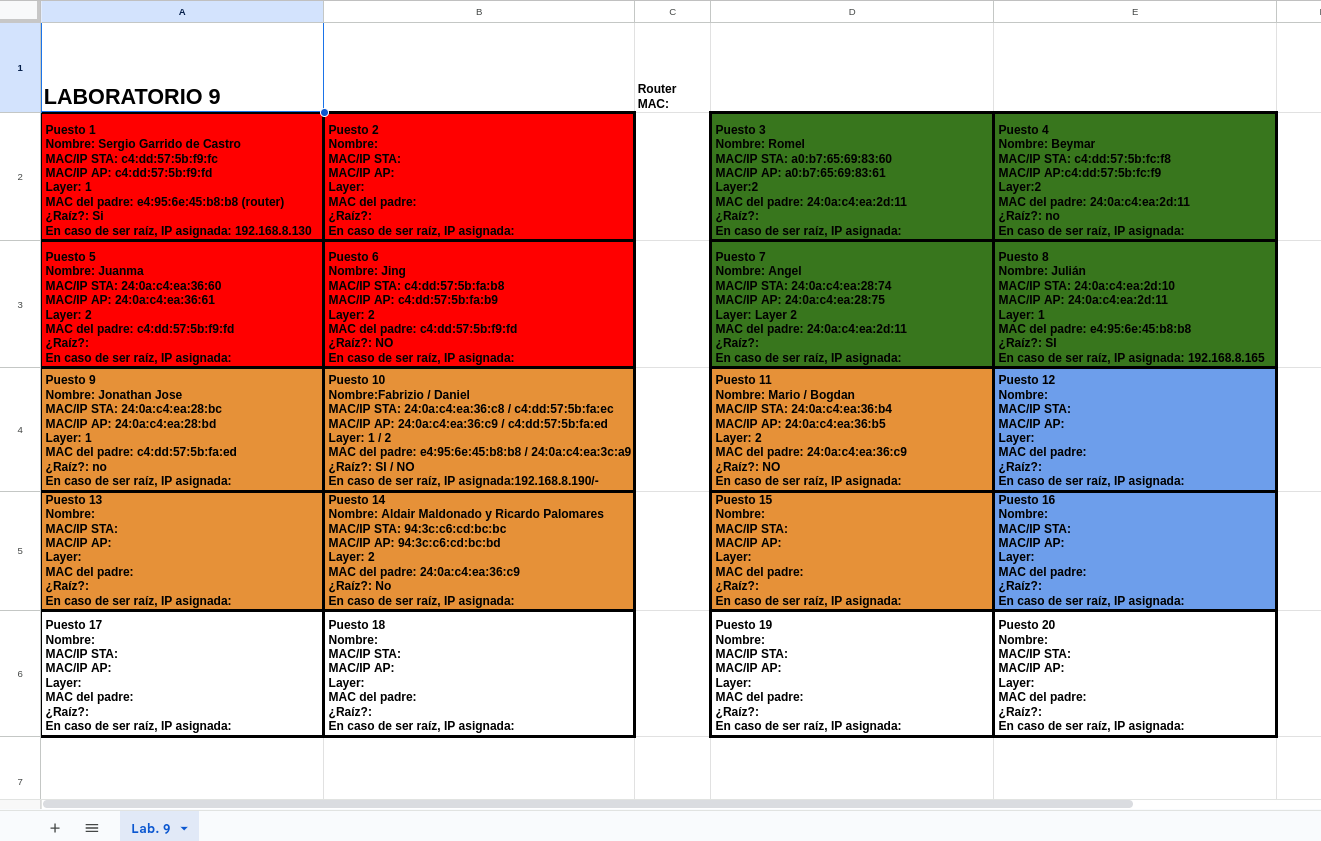 A B C D E
1
LABORATORIO 9
Router
MAC:
2
Puesto 1
Nombre: Sergio Garrido de Castro
MAC/IP STA: c4:dd:57:5b:f9:fc
MAC/IP AP: c4:dd:57:5b:f9:fd
Layer: 1
MAC del padre: e4:95:6e:45:b8:b8 (router)
¿Raíz?: Sí
En caso de ser raíz, IP asignada: 192.168.8.130
Puesto 2
Nombre:
MAC/IP STA:
MAC/IP AP:
Layer:
MAC del padre:
¿Raíz?:
En caso de ser raíz, IP asignada:
Puesto 3
Nombre: Romel
MAC/IP STA: a0:b7:65:69:83:60
MAC/IP AP: a0:b7:65:69:83:61
Layer:2
MAC del padre: 24:0a:c4:ea:2d:11
¿Raíz?:
En caso de ser raíz, IP asignada:
Puesto 4
Nombre: Beymar
MAC/IP STA: c4:dd:57:5b:fc:f8
MAC/IP AP:c4:dd:57:5b:fc:f9
Layer:2
MAC del padre: 24:0a:c4:ea:2d:11
¿Raíz?: no
En caso de ser raíz, IP asignada:
3
Puesto 5
Nombre: Juanma
MAC/IP STA: 24:0a:c4:ea:36:60
MAC/IP AP: 24:0a:c4:ea:36:61
Layer: 2
MAC del padre: c4:dd:57:5b:f9:fd
¿Raíz?:
En caso de ser raíz, IP asignada:
Puesto 6
Nombre: Jing
MAC/IP STA: c4:dd:57:5b:fa:b8
MAC/IP AP: c4:dd:57:5b:fa:b9
Layer: 2
MAC del padre: c4:dd:57:5b:f9:fd
¿Raíz?: NO
En caso de ser raíz, IP asignada:
Puesto 7
Nombre: Angel
MAC/IP STA: 24:0a:c4:ea:28:74
MAC/IP AP: 24:0a:c4:ea:28:75
Layer: Layer 2
MAC del padre: 24:0a:c4:ea:2d:11
¿Raíz?:
En caso de ser raíz, IP asignada:
Puesto 8
Nombre: Julián
MAC/IP STA: 24:0a:c4:ea:2d:10
MAC/IP AP: 24:0a:c4:ea:2d:11
Layer: 1
MAC del padre: e4:95:6e:45:b8:b8
¿Raíz?: SI
En caso de ser raíz, IP asignada: 192.168.8.165
4
Puesto 9
Nombre: Jonathan Jose
MAC/IP STA: 24:0a:c4:ea:28:bc
MAC/IP AP: 24:0a:c4:ea:28:bd
Layer: 1
MAC del padre: c4:dd:57:5b:fa:ed
¿Raíz?: no
En caso de ser raíz, IP asignada:
Puesto 10
Nombre:Fabrizio / Daniel
MAC/IP STA: 24:0a:c4:ea:36:c8 / c4:dd:57:5b:fa:ec
MAC/IP AP: 24:0a:c4:ea:36:c9 / c4:dd:57:5b:fa:ed
Layer: 1 / 2
MAC del padre: e4:95:6e:45:b8:b8 / 24:0a:c4:ea:3c:a9
¿Raíz?: SI / NO
En caso de ser raíz, IP asignada:192.168.8.190/-
Puesto 11
Nombre: Mario / Bogdan
MAC/IP STA: 24:0a:c4:ea:36:b4
MAC/IP AP: 24:0a:c4:ea:36:b5
Layer: 2
MAC del padre: 24:0a:c4:ea:36:c9
¿Raíz?: NO
En caso de ser raíz, IP asignada:
Puesto 12
Nombre:
MAC/IP STA:
MAC/IP AP:
Layer:
MAC del padre:
¿Raíz?:
En caso de ser raíz, IP asignada:
5
Puesto 13
Nombre:
MAC/IP STA:
MAC/IP AP:
Layer:
MAC del padre:
¿Raíz?:
En caso de ser raíz, IP asignada:
Puesto 14
Nombre: Aldair Maldonado y Ricardo Palomares
MAC/IP STA: 94:3c:c6:cd:bc:bc
MAC/IP AP: 94:3c:c6:cd:bc:bd
Layer: 2
MAC del padre: 24:0a:c4:ea:36:c9
¿Raíz?: No
En caso de ser raíz, IP asignada:
Puesto 15
Nombre:
MAC/IP STA:
MAC/IP AP:
Layer:
MAC del padre:
¿Raíz?:
En caso de ser raíz, IP asignada:
Puesto 16
Nombre:
MAC/IP STA:
MAC/IP AP:
Layer:
MAC del padre:
¿Raíz?:
En caso de ser raíz, IP asignada:
6
Puesto 17
Nombre:
MAC/IP STA:
MAC/IP AP:
Layer:
MAC del padre:
¿Raíz?:
En caso de ser raíz, IP asignada:
Puesto 18
Nombre:
MAC/IP STA:
MAC/IP AP:
Layer:
MAC del padre:
¿Raíz?:
En caso de ser raíz, IP asignada:
Puesto 19
Nombre:
MAC/IP STA:
MAC/IP AP:
Layer:
MAC del padre:
¿Raíz?:
En caso de ser raíz, IP asignada:
Puesto 20
Nombre:
MAC/IP STA:
MAC/IP AP:
Layer:
MAC del padre:
¿Raíz?:
En caso de ser raíz, IP asignada:
7
Lab. 9